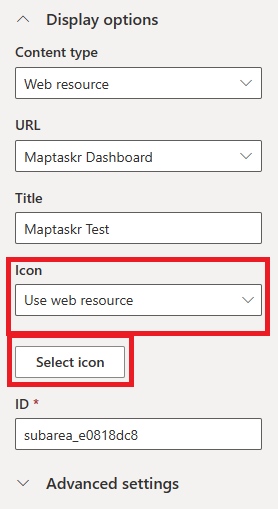 Display options
Content type
Web resource
URL
Maptaskr Dashboard
Title
Maptaskr Test
Icon
Use web resource
Select icon
ID *
subarea_e0818dc8
Advanced settings